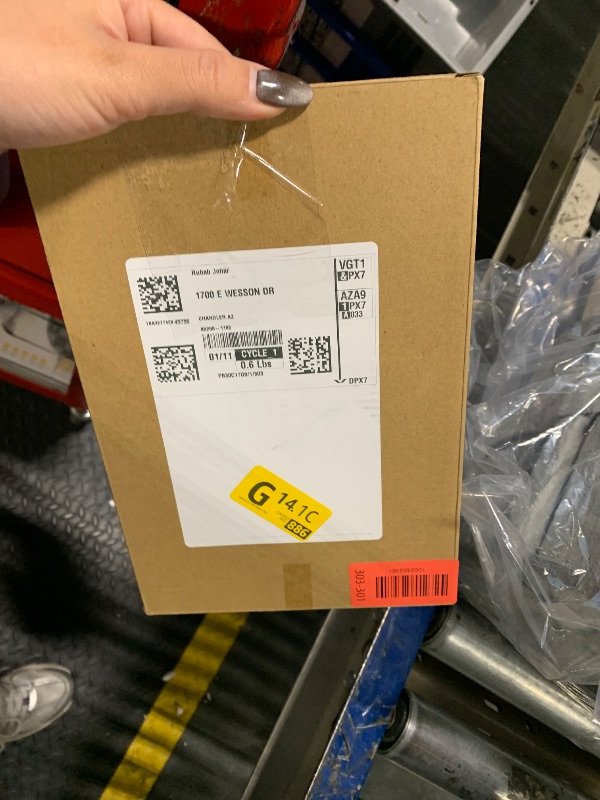 Rubab Johar
1700 E WESSON DR
CHANDLER AZ
VGT1
&PX7
AZA9
1PX7
A033
01/11 CYCLE 1
0.6 Lbs
DPX7
G 14.1C
886
303-301